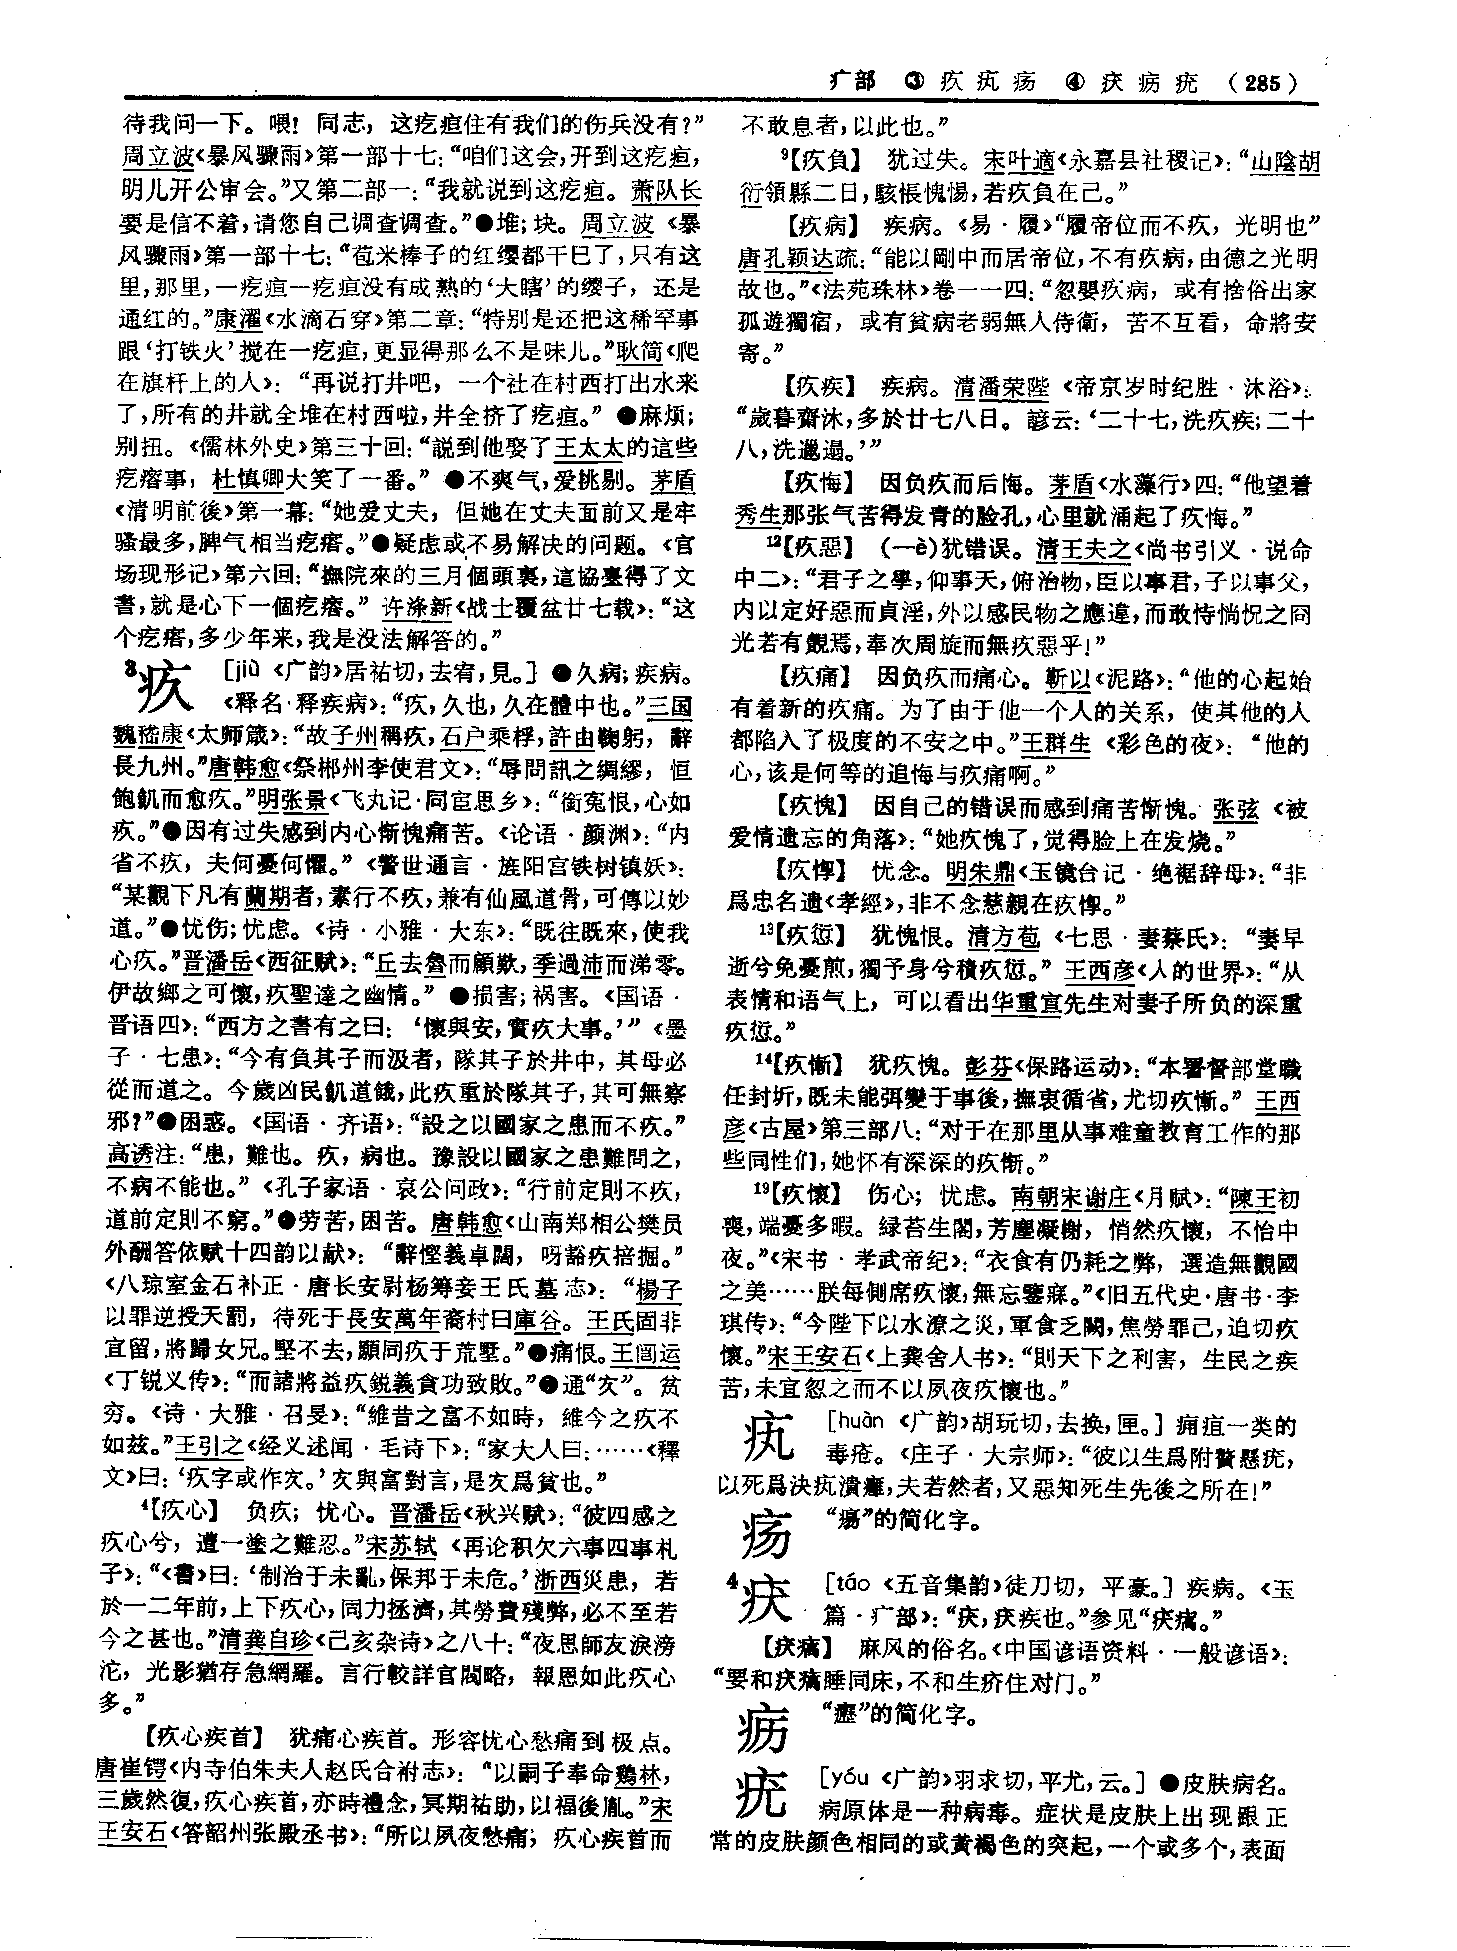 疒部 ③ 疚 疛 疡 ④ 㽿 疬 疣 （285）
待我问一下。喂！同志，这疙疸住有我们的伤兵没有？”
周立波《暴风骤雨》第一部十七：“咱们这会，开到这疙疸，
明儿开公审会。”又第二部一：“我就说到这疙疸。萧队长
要是信不着，请您自己调查调查。”●堆；块。周立波《暴
风骤雨》第一部十七：“苞米棒子的红缨都干巴了，只有这
里，那里，一疙疸一疙疸没有成熟的‘大瞎’的缨子，还是
通红的。”康濯《水滴石穿》第二章：“特别是还把这稀罕事
跟‘打铁火’搅在一疙疸，更显得那么不是味儿。”耿简《爬
在旗杆上的人》：“再说打井吧，一个社在村西打出水来
了，所有的井就全堆在村西啦，井全挤了疙疸。”●麻烦；
别扭。《儒林外史》第三十回：“説到他娶了王太太的這些
疙瘩事，杜慎卿大笑了一番。”●不爽气，爱挑剔。茅盾
《清明前後》第一幕：“她爱丈夫，但她在丈夫面前又是牢
骚最多，脾气相当疙瘩。”●疑虑或不易解决的问题。《官
场现形记》第六回：“撫院來的三月個頭裏，這協臺得了文
書，就是心下一個疙瘩。”许涤新《战士覆盆廿七载》：“这
个疙瘩，多少年来，我是没法解答的。”
3疚 ［jiù《广韵》居祐切，去宥，見。］●久病；疾病。
《释名·释疾病》：“疚，久也，久在體中也。”三国
魏嵇康《太师箴》：“故子州稱疚，石户乘桴，許由鞠躬，辭
長九州。”唐韩愈《祭郴州李使君文》：“辱問訊之綢繆，恒
飽飢而愈疚。”明张景《飞丸记·同宦思乡》：“銜冤恨，心如
疚。”●因有过失感到内心惭愧痛苦。《论语·颜渊》：“内
省不疚，夫何憂何懼。”《警世通言·旌阳宫铁树镇妖》：
“某觀下凡有蘭期者，素行不疚，兼有仙風道骨，可傳以妙
道。”●忧伤；忧虑。《诗·小雅·大东》：“既往既來，使我
心疚。”晋潘岳《西征赋》：“丘去魯而顧歎，季過沛而涕零。
伊故鄉之可懷，疚聖達之幽情。”●损害；祸害。《国语·
晋语四》：“西方之書有之曰：‘懷與安，實疚大事。’”《墨
子·七患》：“今有負其子而汲者，隊其子於井中，其母必
從而道之。今歲凶民飢道餓，此疚重於隊其子，其可無察
邪？”●困惑。《国语·齐语》：“設之以國家之患而不疚。”
高诱注：“患，難也。疚，病也。豫設以國家之患難問之，
不病不能也。”《孔子家语·哀公问政》：“行前定則不疚，
道前定則不窮。”●劳苦，困苦。唐韩愈《山南郑相公樊员
外酬答依赋十四韵以献》：“辭慳義卓闊，呀豁疚掊掘。”
《八琼室金石补正·唐长安尉杨筹妾王氏墓志》：“楊子
以罪逆授天罰，待死于長安萬年裔村曰庫谷。王氏固非
宜留，將歸女兄。堅不去，願同疚于荒墅。”●痛恨。王闿运
《丁锐义传》：“而諸將益疚鋭義貪功致敗。”●通“㝌”。贫
穷。《诗·大雅·召旻》：“維昔之富不如時，維今之疚不
如茲。”王引之《经义述闻·毛诗下》：“家大人曰：……《釋
文》曰：‘疚字或作㝌。’㝌與富對言，是㝌爲貧也。”
4【疚心】 负疚；忧心。晋潘岳《秋兴赋》：“彼四感之
疚心兮，遭一塗之難忍。”宋苏轼《再论积欠六事四事札
子》：“《書》曰：‘制治于未亂，保邦于未危。’浙西災患，若
於一二年前，上下疚心，同力拯濟，其勞費殘弊，必不至若
今之甚也。”清龚自珍《己亥杂诗》之八十：“夜思師友淚滂
沱，光影猶存急網羅。言行較詳官閥略，報恩如此疚心
多。”
【疚心疾首】 犹痛心疾首。形容忧心愁痛到极点。
唐崔锷《内寺伯朱夫人赵氏合祔志》：“以嗣子奉命鷄林，
三歲然復，疚心疾首，亦時禮念，冥期祐助，以福後胤。”宋
王安石《答韶州张殿丞书》：“所以夙夜愁痛，疚心疾首而
不敢息者，以此也。”
9【疚負】 犹过失。宋叶適《永嘉县社稷记》：“山陰胡
衍領縣二日，駭悵愧惕，若疚負在己。”
【疚病】 疾病。《易·履》“履帝位而不疚，光明也”
唐孔颖达疏：“能以剛中而居帝位，不有疚病，由德之光明
故也。”《法苑珠林》卷一一四：“忽嬰疚病，或有捨俗出家
孤遊獨宿，或有貧病老弱無人侍衛，苦不互看，命將安
寄。”
【疚疾】 疾病。清潘荣陛《帝京岁时纪胜·沐浴》：
“歲暮齋沐，多於廿七八日。諺云：‘二十七，洗疚疾；二十
八，洗邋遢。’”
【疚悔】 因负疚而后悔。茅盾《水藻行》四：“他望着
秀生那张气苦得发青的脸孔，心里就涌起了疚悔。”
12【疚惡】 （一è）犹错误。清王夫之《尚书引义·说命
中二》：“君子之學，仰事天，俯治物，臣以事君，子以事父，
内以定好惡而貞淫，外以感民物之應違，而敢恃惝怳之冏
光若有覿焉，奉次周旋而無疚惡乎！”
【疚痛】 因负疚而痛心。靳以《泥路》：“他的心起始
有着新的疚痛。为了由于他一个人的关系，使其他的人
都陷入了极度的不安之中。”王群生《彩色的夜》：“他的
心，该是何等的追悔与疚痛啊。”
【疚愧】 因自己的错误而感到痛苦惭愧。张弦《被
爱情遗忘的角落》：“她疚愧了，觉得脸上在发烧。”
【疚惸】 忧念。明朱鼎《玉镜台记·绝裾辞母》：“非
爲忠名遺《孝經》，非不念慈親在疚惸。”
13【疚愆】 犹愧恨。清方苞《七思·妻蔡氏》：“妻早
逝兮免憂煎，獨予身兮積疚愆。”王西彦《人的世界》：“从
表情和语气上，可以看出华重宣先生对妻子所负的深重
疚愆。”
14【疚慚】 犹疚愧。彭芬《保路运动》：“本署督部堂職
任封圻，既未能弭變于事後，撫衷循省，尤切疚慚。”王西
彦《古屋》第三部八：“对于在那里从事难童教育工作的那
些同性们，她怀有深深的疚慚。”
19【疚懷】 伤心；忧虑。南朝宋谢庄《月赋》：“陳王初
喪，端憂多暇。緑苔生閣，芳塵凝榭，悄然疚懷，不怡中
夜。”《宋书·孝武帝纪》：“衣食有仍耗之弊，選造無觀國
之美……朕每側席疚懷，無忘鑒寐。”《旧五代史·唐书·李
琪传》：“今陛下以水潦之災，軍食乏闕，焦勞罪己，迫切疚
懷。”宋王安石《上龚舍人书》：“則天下之利害，生民之疾
苦，未宜忽之而不以夙夜疚懷也。”
［huàn《广韵》胡玩切，去换，匣。］痈疽一类的
毒疮。《庄子·大宗师》：“彼以生爲附贅懸疣，
以死爲決𤴯潰癰，夫若然者，又惡知死生先後之所在！”
疡 “瘍”的简化字。
4 ［táo《五音集韵》徒刀切，平豪。］疾病。《玉
篇·疒部》：
【】 麻风的俗名。《中国谚语资料·一般谚语》：
睡同床，不和生疥住对门。”
疬 “癧”的简化字。
疣 ［yóu《广韵》羽求切，平尤，云。］●皮肤病名。
病原体是一种病毒。症状是皮肤上出现跟正
常的皮肤颜色相同的或黄褐色的突起，一个或多个，表面